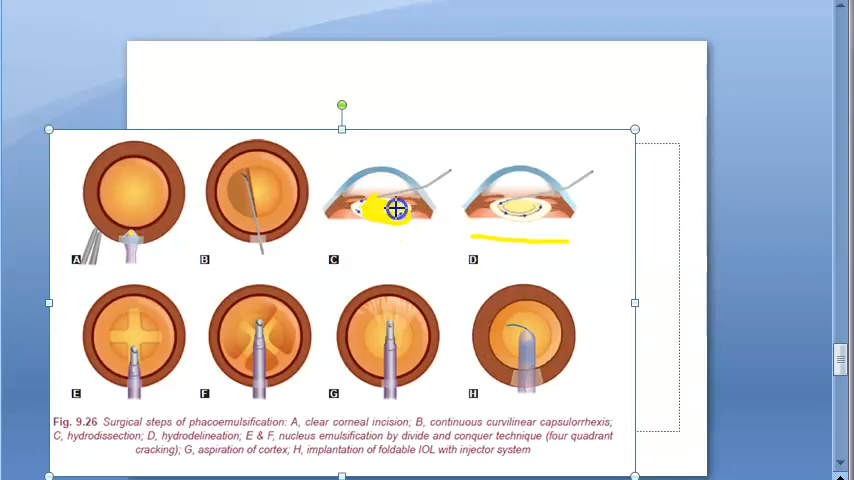 A B C D
E F G H
Fig. 9.26 Surgical steps of phacoemulsification: A, clear corneal incision; B, continuous curvilinear capsulorrhexis;
C, hydrodissection; D, hydrodelineation; E & F, nucleus emulsification by divide and conquer technique (four quadrant
cracking); G, aspiration of cortex; H, implantation of foldable IOL with injector system